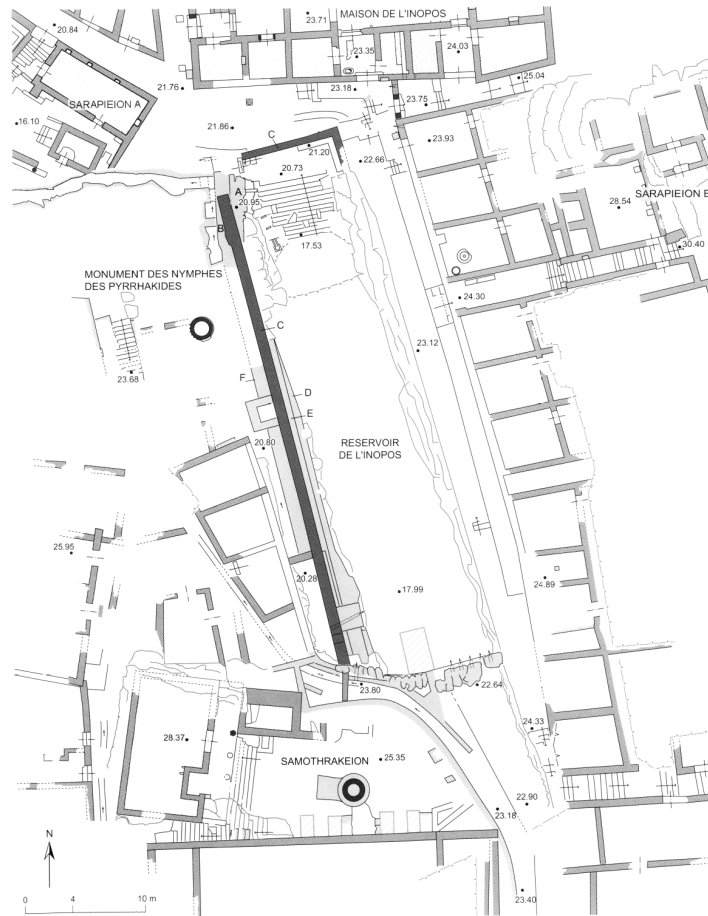 MAISON DE L'INOPOS
23.71
20.84
23.35
24.03
25.04
SARAPIEION A
21.76
23.18
23.75
16.10
21.86
C
23.93
21.20
22.66
20.73
A
20.95
SARAPIEION B
28.54
B
17.53
30.40
MONUMENT DES NYMPHES
DES PYRRHAKIDES
24.30
C
23.12
23.68
F
D
E
20.80
RESERVOIR
DE L'INOPOS
25.95
20.28
17.99
24.89
23.80
22.64
24.33
28.37
25.35
SAMOTHRAKEION
22.90
23.18
N
23.40
0 4 10 m